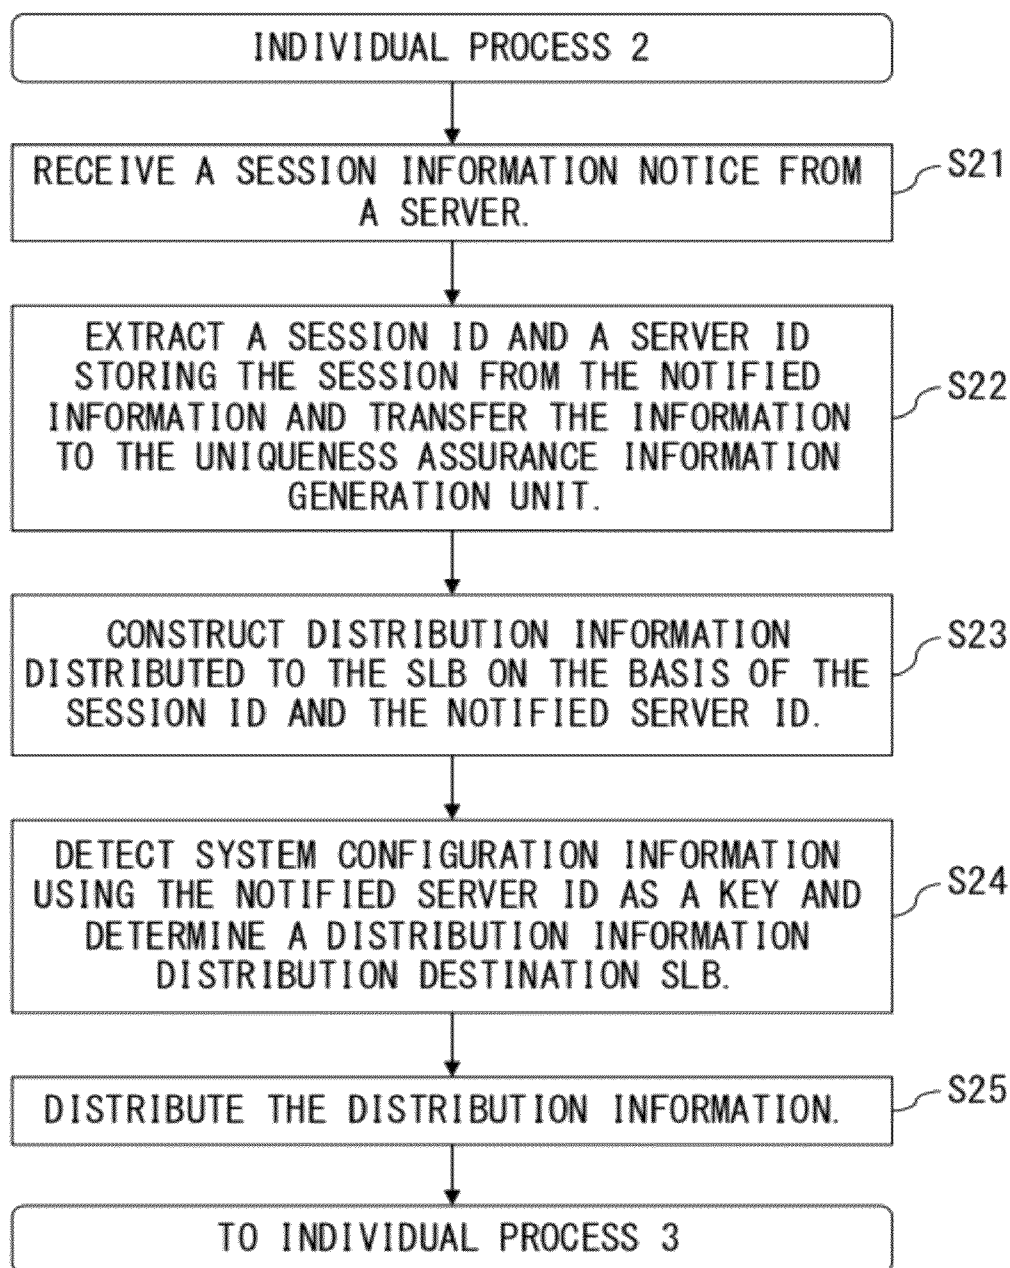 INDIVIDUAL PROCESS 2
RECEIVE A SESSION INFORMATION NOTICE FROM
A SERVER.
S21
EXTRACT A SESSION ID AND A SERVER ID
STORING THE SESSION FROM THE NOTIFIED
INFORMATION AND TRANSFER THE INFORMATION
TO THE UNIQUENESS ASSURANCE INFORMATION
GENERATION UNIT.
S22
CONSTRUCT DISTRIBUTION INFORMATION
DISTRIBUTED TO THE SLB ON THE BASIS OF THE
SESSION ID AND THE NOTIFIED SERVER ID.
S23
DETECT SYSTEM CONFIGURATION INFORMATION
USING THE NOTIFIED SERVER ID AS A KEY AND
DETERMINE A DISTRIBUTION INFORMATION
DISTRIBUTION DESTINATION SLB.
S24
DISTRIBUTE THE DISTRIBUTION INFORMATION.
S25
TO INDIVIDUAL PROCESS 3